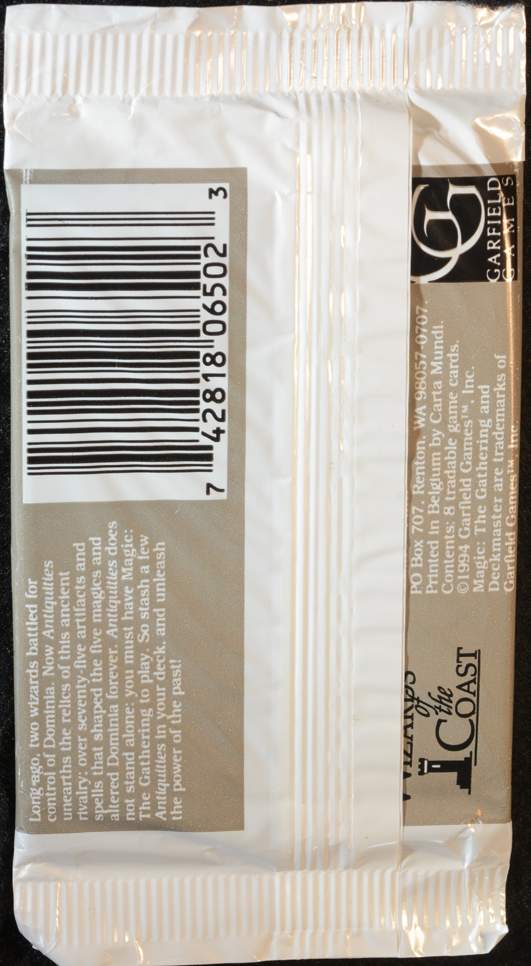 Long ago, two wizards battled for
control of Dominia. Now Antiquities
unearths the relics of this ancient
rivalry: over seventy-five artifacts and
spells that shaped the five magics and
altered Dominia forever. Antiquities does
not stand alone: you must have Magic:
The Gathering to play. So stash a few
Antiquities in your deck, and unleash
the power of the past!
7 42818 06502 3
WIZARDS
of
the
COAST
PO Box 707, Renton, WA 98057-0707.
Printed in Belgium by Carta Mundi.
Contents: 8 tradable game cards.
©1994 Garfield Games™, Inc.
Magic: The Gathering and
Deckmaster are trademarks of
Garfield Games™, Inc.
GG
GARFIELD
GAMES